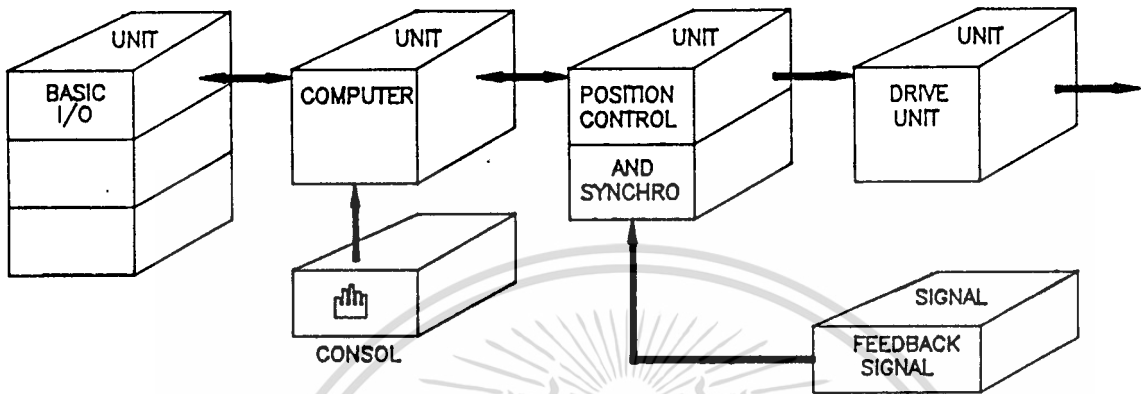 UNIT
BASIC
I/O
UNIT
COMPUTER
CONSOL
UNIT
POSITION
CONTROL
AND
SYNCHRO
UNIT
DRIVE
UNIT
SIGNAL
FEEDBACK
SIGNAL